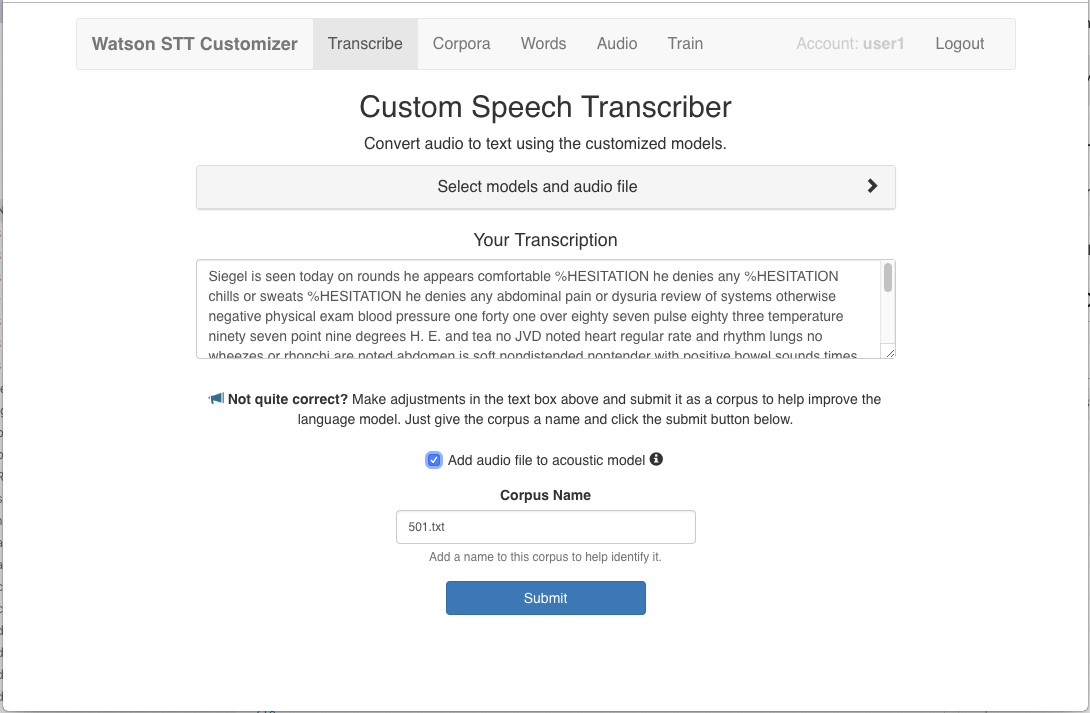 Watson STT Customizer Transcribe Corpora Words Audio Train Account: user1 Logout
Custom Speech Transcriber
Convert audio to text using the customized models.
Select models and audio file
Your Transcription
Siegel is seen today on rounds he appears comfortable %HESITATION he denies any %HESITATION
chills or sweats %HESITATION he denies any abdominal pain or dysuria review of systems otherwise
negative physical exam blood pressure one forty one over eighty seven pulse eighty three temperature
ninety seven point nine degrees H. E. and tea no JVD noted heart regular rate and rhythm lungs no
wheezes or rhonchi are noted abdomen is soft nondistended nontender with positive bowel sounds times
Not quite correct? Make adjustments in the text box above and submit it as a corpus to help improve the
language model. Just give the corpus a name and click the submit button below.
Add audio file to acoustic model
Corpus Name
501.txt
Add a name to this corpus to help identify it.
Submit